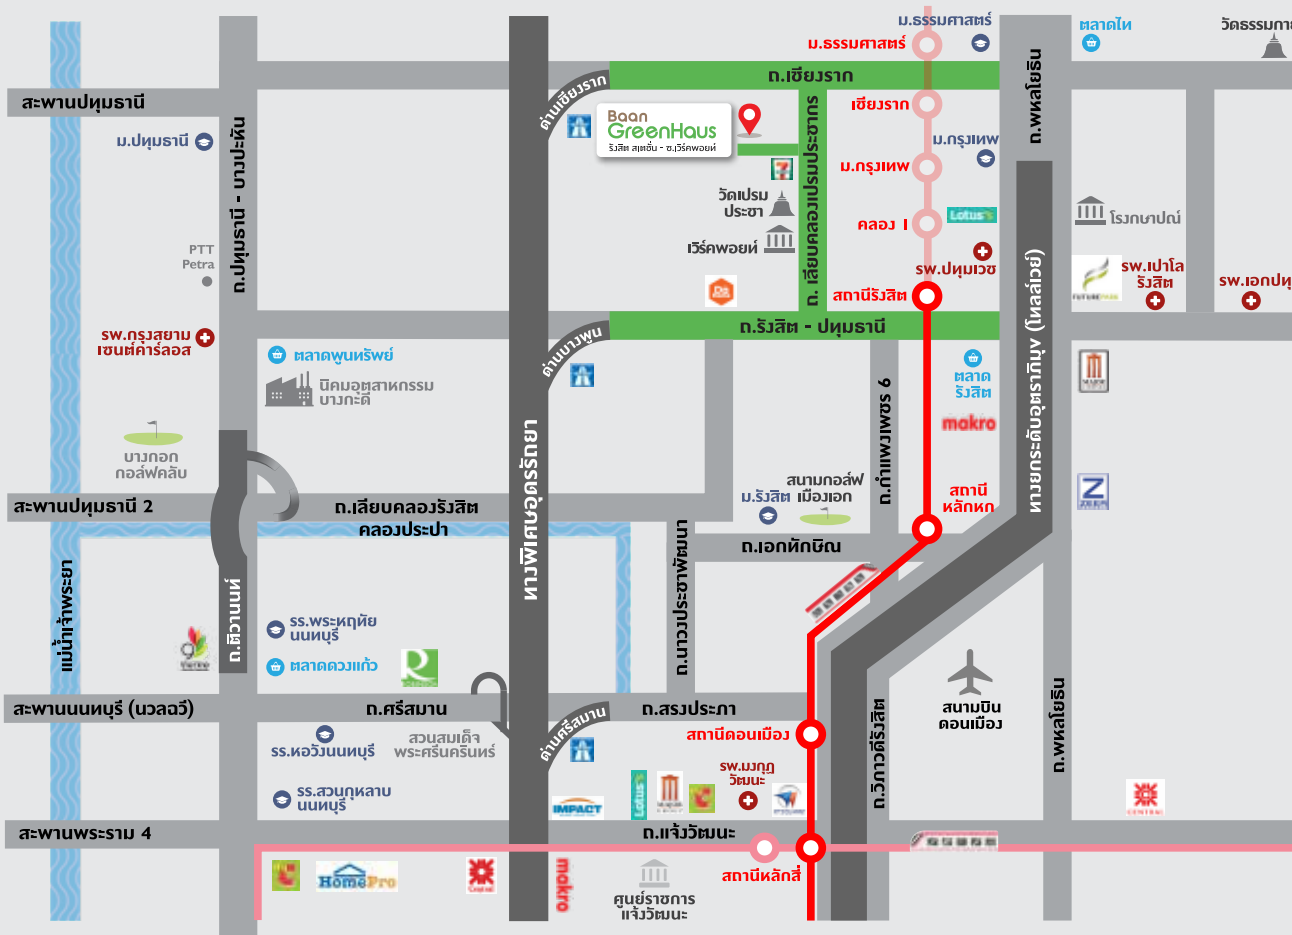 ม.ธรรมศาสตร์
ม.ธรรมศาสตร์
ตลาดไท
วัดธรรมกาย
ถ.เชียงราก
ถ.พหลโยธิน
สะพานปทุมธานี
ด่านเชียงราก
Baan
GreenHaus
รังสิต สเตชั่น - ซ.เวิร์คพอยท์
เชียงราก
ม.ปทุมธานี
ถ.ปทุมธานี - บางปะหัน
ม.กรุงเทพ
ม.กรุงเทพ
7
ถ. เลียบคลองเปรมประชากร
วัดเปรม
ประชา
คลอง 1
Lotus's
โรงกษาปณ์
เวิร์คพอยท์
PTT
Petra
รพ.ปทุมเวช
สถานีรังสิต
FUTURE PARK
รพ.เปาโล
รังสิต
รพ.เอกปทุ
ถ.รังสิต - ปทุมธานี
รพ.กรุงสยาม
เซนต์คาร์ลอส
ด่านบางพูน
ตลาดพูนทรัพย์
นิคมอุตสาหกรรม
บางกะดี
ตลาด
รังสิต
MAJOR
ถ.กำแพงเพชร 6
makro
ทางยกระดับอุตราภิมุข (โทลล์เวย์)
บางกอก
กอล์ฟคลับ
ทางพิเศษอุดรรัถยา
สนามกอล์ฟ
เมืองเอก
ม.รังสิต
สถานี
หลักหก
Z
สะพานปทุมธานี 2
ถ.เลียบคลองรังสิต
คลองประปา
ถ.เอกทักษิณ
แม่น้ำเจ้าพระยา
ถ.ติวานนท์
ถ.นาวงประชาพัฒนา
รร.พระหฤทัย
นนทบุรี
ตลาดดวงแก้ว
R
สะพานนนทบุรี (นวลฉวี)
ถ.ศรีสมาน
ถ.สรงประภา
ด่านศรีสมาน
สถานีดอนเมือง
สนามบิน
ดอนเมือง
ถ.พหลโยธิน
ถ.วิภาวดีรังสิต
รร.หอวังนนทบุรี
สวนสมเด็จ
พระศรีนครินทร์
รร.สวนกุหลาบ
นนทบุรี
IMPACT
Lotus's
MAJOR
รพ.มงกุฎ
วัฒนะ
CENTRAL
สะพานพระราม 4
ถ.แจ้งวัฒนะ
HomePro
Central
makro
ศูนย์ราชการ
แจ้งวัฒนะ
สถานีหลักสี่